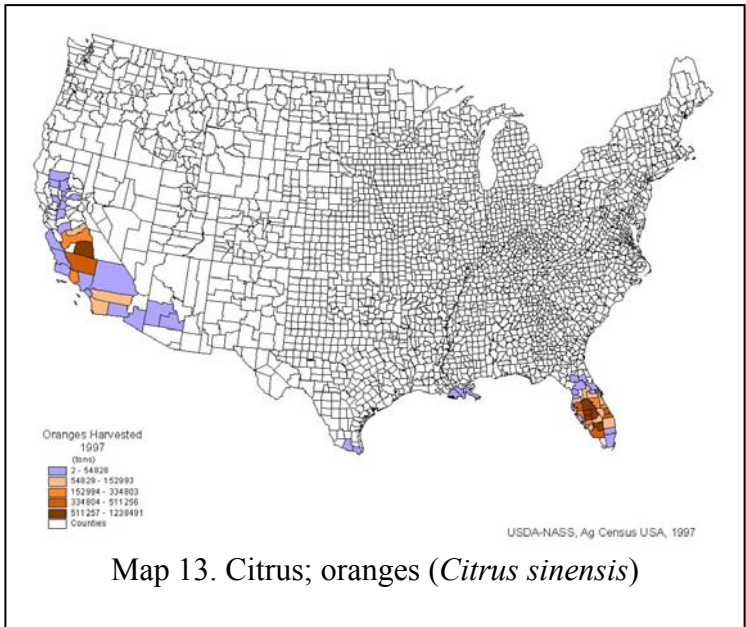 Oranges Harvested
1997
(tons)
2 - 54828
54829 - 152993
152994 - 334803
334804 - 511256
511257 - 1238491
Counties
USDA-NASS, Ag Census USA, 1997
Map 13. Citrus; oranges (Citrus sinensis)